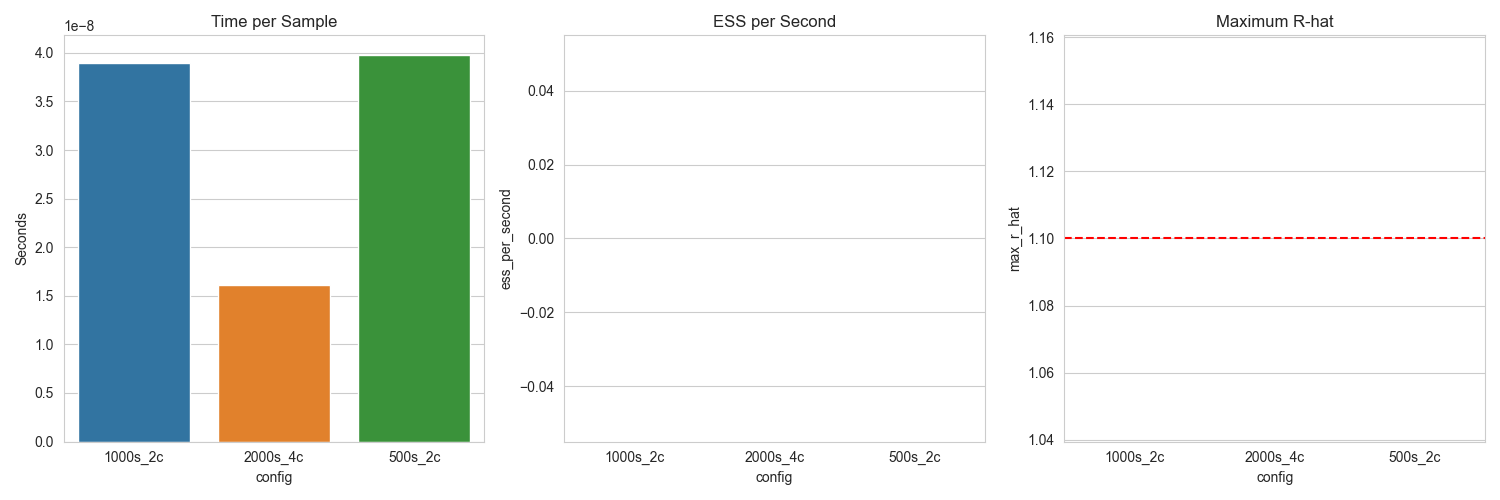 Time per Sample
1e−8
4.0
3.5
3.0
2.5
2.0
1.5
1.0
0.5
0.0
Seconds
1000s_2c
2000s_4c
500s_2c
config
ESS per Second
0.04
0.02
0.00
−0.02
−0.04
ess_per_second
1000s_2c
2000s_4c
500s_2c
config
Maximum R-hat
1.16
1.14
1.12
1.10
1.08
1.06
1.04
max_r_hat
1000s_2c
2000s_4c
500s_2c
config